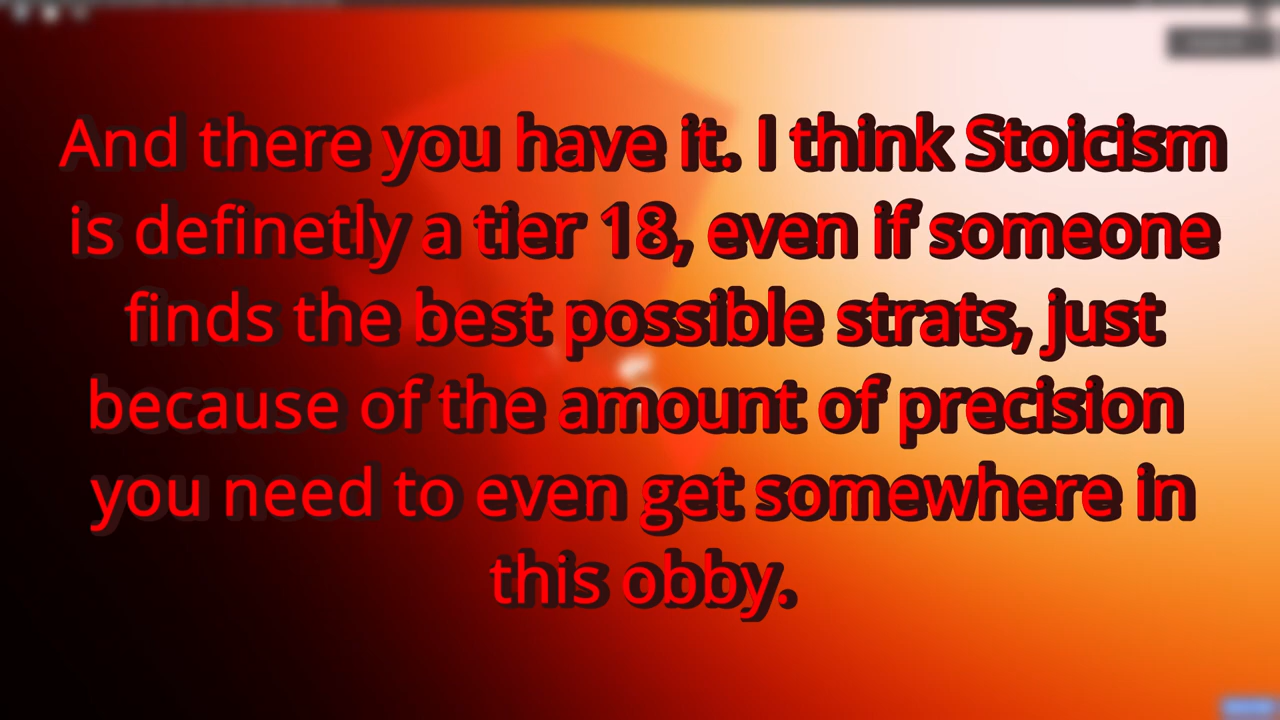 And there you have it. I think Stoicism
is definetly a tier 18, even if someone
finds the best possible strats, just
because of the amount of precision
you need to even get somewhere in
this obby.